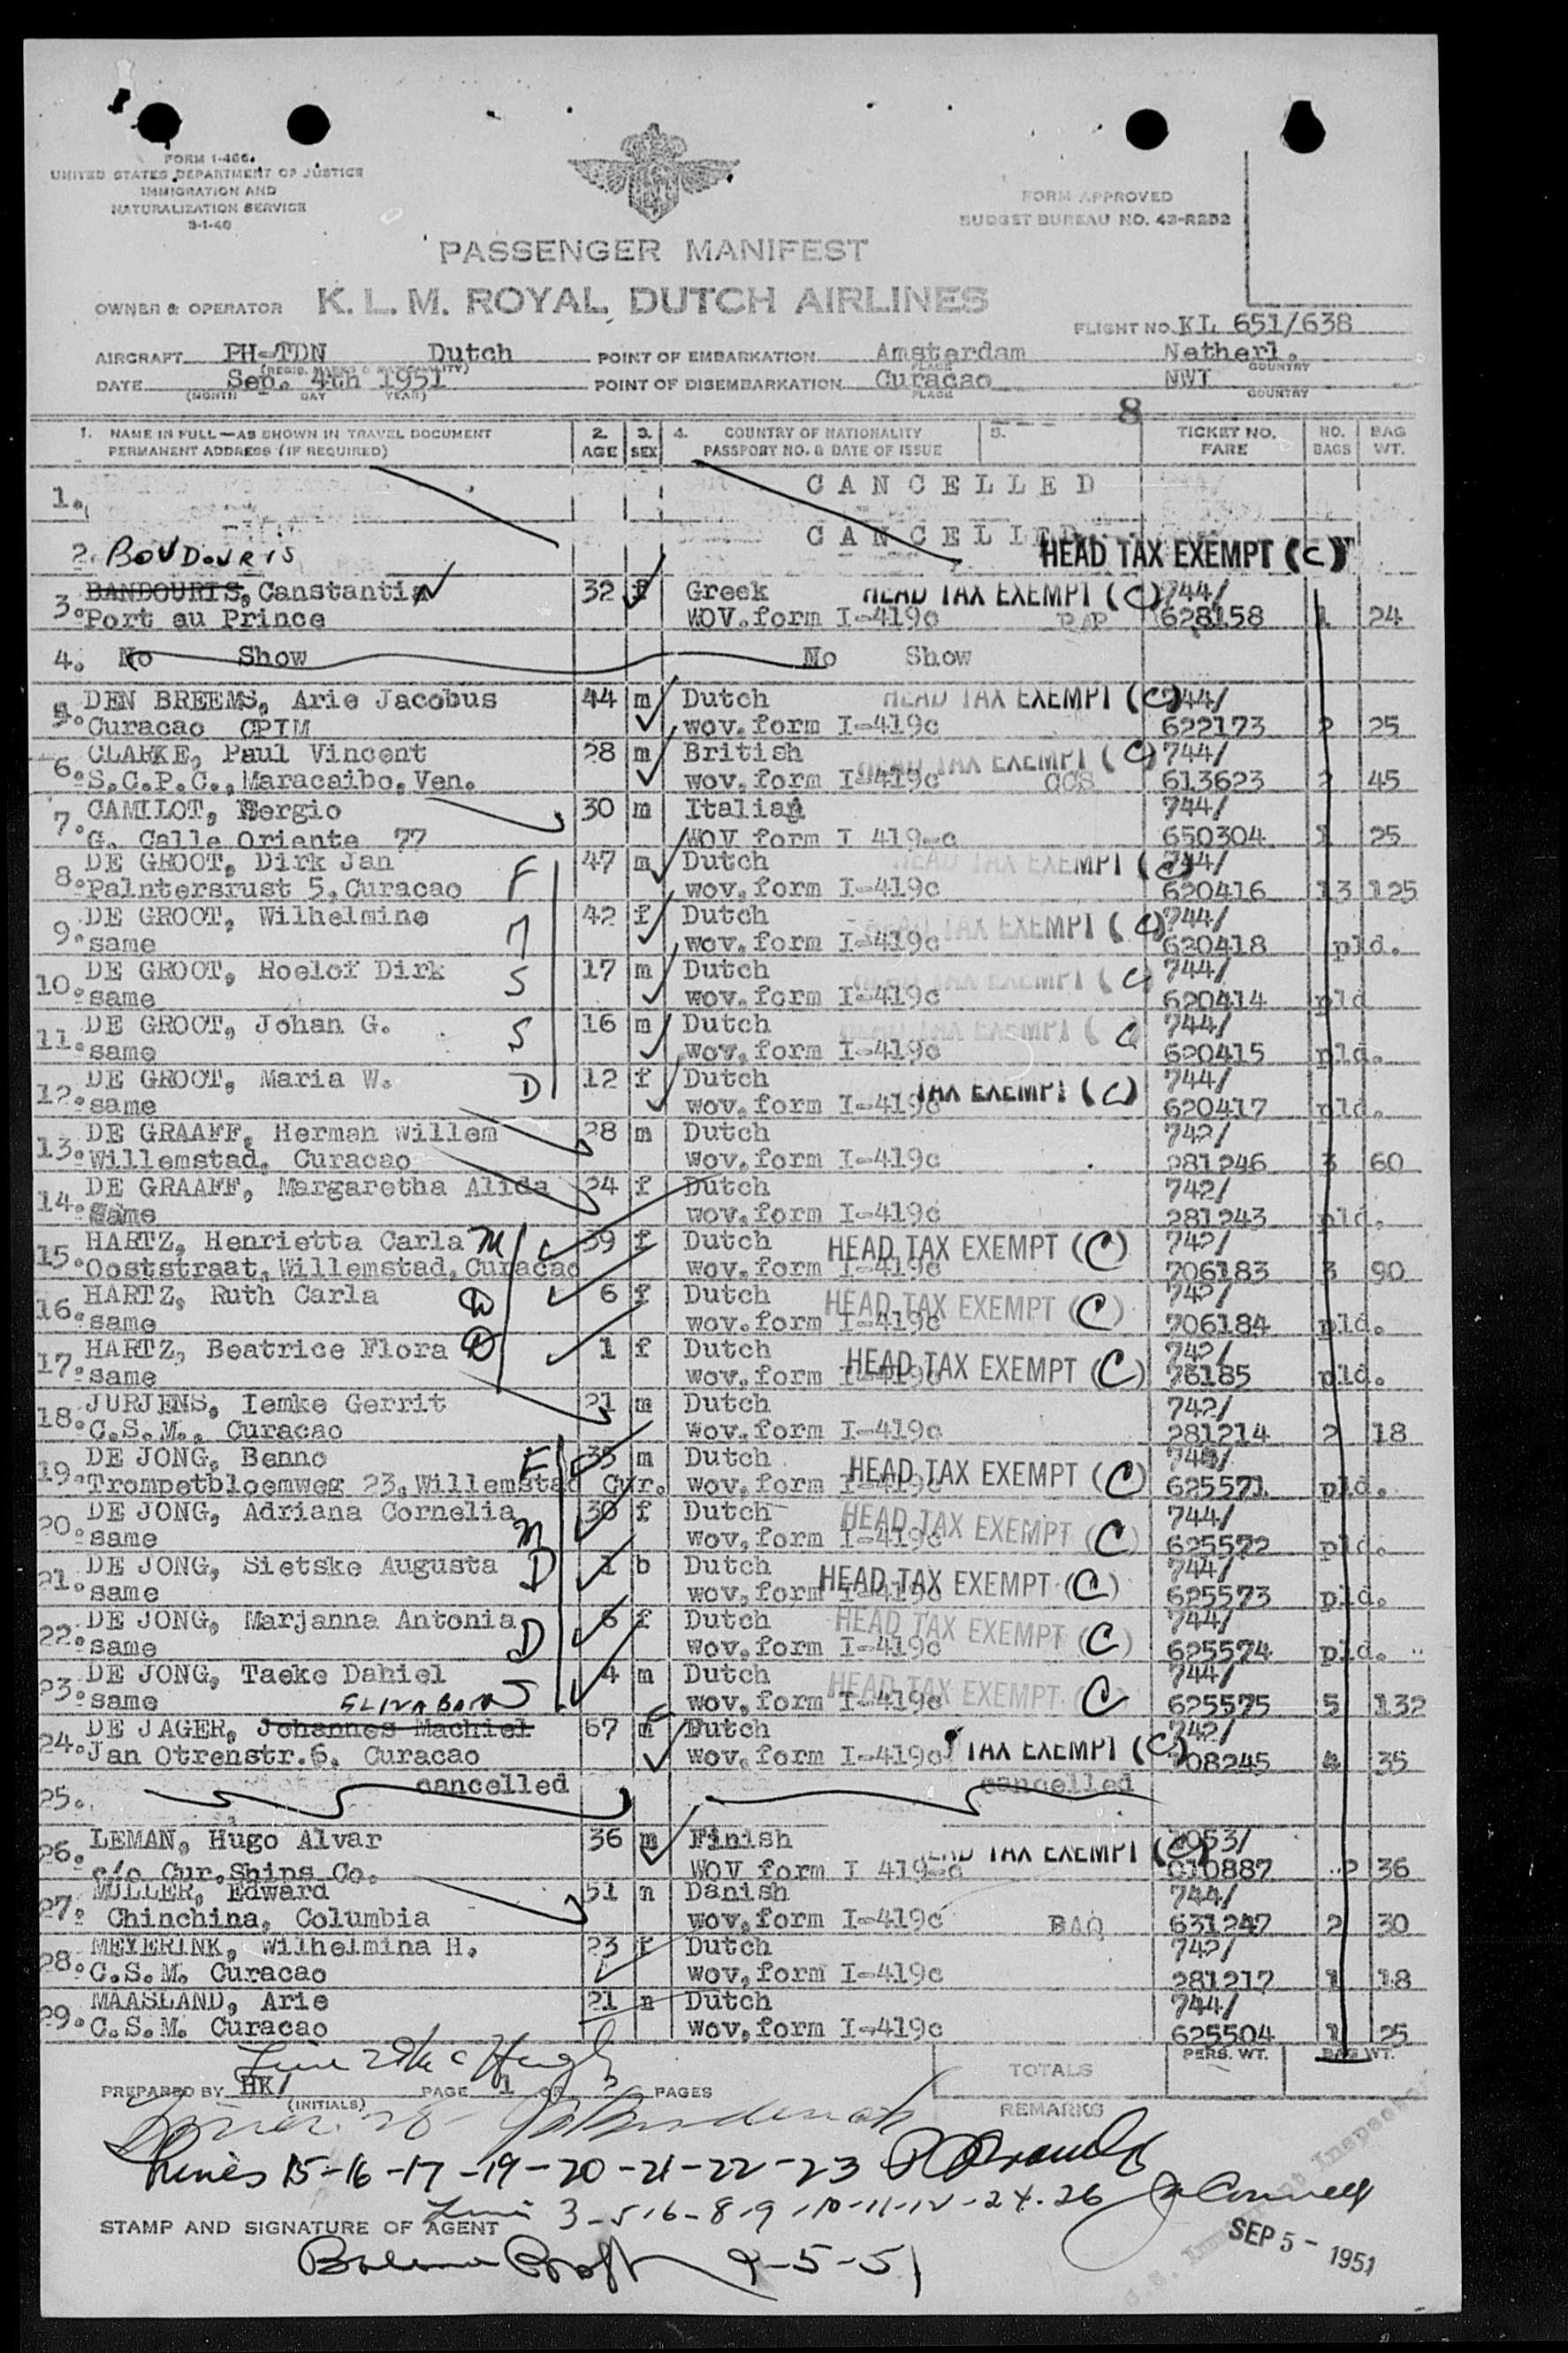 FORM I-466.
UNITED STATES DEPARTMENT OF JUSTICE
IMMIGRATION AND
NATURALIZATION SERVICE
3-1-46
FORM APPROVED
BUDGET BUREAU NO. 43-R252
PASSENGER MANIFEST
OWNER & OPERATOR K. L. M. ROYAL DUTCH AIRLINES
FLIGHT NO. KL 651/638
AIRCRAFT PH-TDN Dutch POINT OF EMBARKATION Amsterdam Netherl.
(REGIS. MARKS & NATIONALITY) PLACE COUNTRY
DATE Sep. 4th 1951 POINT OF DISEMBARKATION Curacao NWI
(MONTH DAY YEAR) PLACE COUNTRY
8
1. NAME IN FULL—AS SHOWN IN TRAVEL DOCUMENT 2. 3. 4. COUNTRY OF NATIONALITY 5. TICKET NO. NO. BAG
PERMANENT ADDRESS (IF REQUIRED) AGE SEX PASSPORT NO. & DATE OF ISSUE FARE BAGS WT.
1. CANCELLED
2. CANCELLED
BOUDOURIS HEAD TAX EXEMPT (C)
3. BANDOURIS, Canstantia 32 f Greek HEAD TAX EXEMPT (C) 744/
Port au Prince WOV.form I-419c PAP 628158 1 24
4. No Show No Show
5. DEN BREEMS, Arie Jacobus 44 m Dutch HEAD TAX EXEMPT (C) 744/
Curacao CPIM wov.form I-419c 622173 2 25
6. CLARKE, Paul Vincent 28 m British HEAD TAX EXEMPT (C) 744/
S.C.P.C., Maracaibo, Ven. wov.form I-419c CCS 613623 2 45
7. CAMILOT, Sergio 30 m Italian 744/
G. Calle Oriente 77 WOV form I 419-c 650304 1 25
8. DE GROOT, Dirk Jan F 47 m Dutch HEAD TAX EXEMPT (C) 744/
Palntersrust 5, Curacao wov.form I-419c 620416 13 125
9. DE GROOT, Wilhelmine M 42 f Dutch HEAD TAX EXEMPT (C) 744/
same wov.form I-419c 620418 pld.
10. DE GROOT, Roelof Dirk S 17 m Dutch HEAD TAX EXEMPT (C 744/
same wov.form I-419c 620414 pld
11. DE GROOT, Johan G. S 16 m Dutch HEAD TAX EXEMPT (C 744/
same wov.form I-419c 620415 pld.
12. DE GROOT, Maria W. D 12 f Dutch TAX EXEMPT (C) 744/
same wov.form I-419c 620417 pld.
13. DE GRAAFF, Herman Willem 28 m Dutch 742/
Willemstad, Curacao wov.form I-419c 281246 3 60
14. DE GRAAFF, Margaretha Alida 24 f Dutch 742/
Same wov.form I-419c 281243 pld.
15. HARTZ, Henrietta Carla M 39 f Dutch HEAD TAX EXEMPT (C) 742/
Ooststraat, Willemstad, Curacao wov.form I-419c 706183 3 90
16. HARTZ, Ruth Carla D 6 f Dutch HEAD TAX EXEMPT (C) 742/
same wov.form I-419c 706184 pld.
17. HARTZ, Beatrice Flora D 1 f Dutch HEAD TAX EXEMPT (C) 742/
same wov.form I-419c 76185 pld.
18. JURJENS, Iemke Gerrit 21 m Dutch 742/
C.S.M., Curacao wov.form I-419c 281214 2 18
19. DE JONG, Benno F 35 m Dutch HEAD TAX EXEMPT (C) 744/
Trompetbloemweg 23, Willemstad Cur. wov.form I-419c 625571 pld.
20. DE JONG, Adriana Cornelia M 30 f Dutch HEAD TAX EXEMPT (C) 744/
same wov.form I-419c 625572 pld.
21. DE JONG, Sietske Augusta D 1 b Dutch HEAD TAX EXEMPT (C) 744/
same wov.form I-419c 625573 pld.
22. DE JONG, Marjanna Antonia D 6 f Dutch HEAD TAX EXEMPT (C) 744/
same wov.form I-419c 625574 pld.
23. DE JONG, Taeke Daniel S 4 m Dutch HEAD TAX EXEMPT C 744/
same wov.form I-419c 625575 5 132
24. DE JAGER, Johannes Machiel 67 m Dutch TAX EXEMPT (C) 742/
Jan Otrenstr.6, Curacao wov.form I-419c 708245 4 35
25. cancelled cancelled
26. LEMAN, Hugo Alvar 36 m Finish HEAD TAX EXEMPT (C) 2053/
c/o Cur.Ships Co. WOV form I 419-c 010887 2 36
27. MULLER, Edward 51 m Danish 744/
Chinchina, Columbia wov.form I-419c BAQ 631247 2 30
28. MEYERINK, Wilhelmina H. 23 f Dutch 742/
C.S.M. Curacao wov.form I-419c 281217 1 18
29. MAASLAND, Arie 21 m Dutch 744/
C.S.M. Curacao wov.form I-419c 625504 1 25
PERS. WT. BAG WT.
TOTALS
PREPARED BY HK/ PAGE 1 OF PAGES
(INITIALS)
REMARKS
Lines 15-16-17-19-20-21-22-23
Lines 3-5-6-8-9-10-11-12-24-26
STAMP AND SIGNATURE OF AGENT
SEP 5 - 1951
9-5-51
U. S. Immigrant Inspector